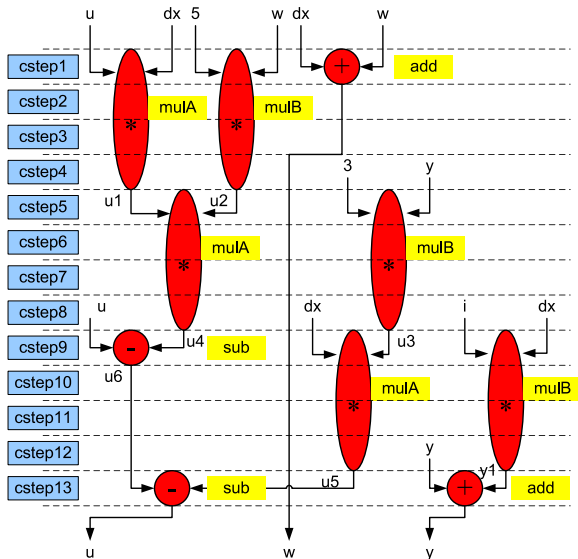 u dx 5 w dx w
cstep1 + add
cstep2 mulA mulB
cstep3 * *
cstep4
3 y
cstep5 u1 u2
cstep6 mulA mulB
cstep7 * *
cstep8
u dx i dx
cstep9 - u4 sub u3
u6
cstep10 mulA mulB
cstep11 * *
cstep12
y y1
cstep13 - sub u5 + add
u w y